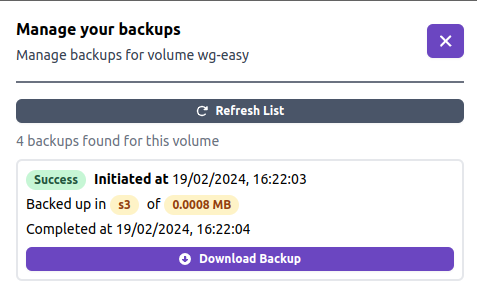 Manage your backups
Manage backups for volume wg-easy
Refresh List
4 backups found for this volume
Success Initiated at 19/02/2024, 16:22:03
Backed up in s3 of 0.0008 MB
Completed at 19/02/2024, 16:22:04
Download Backup